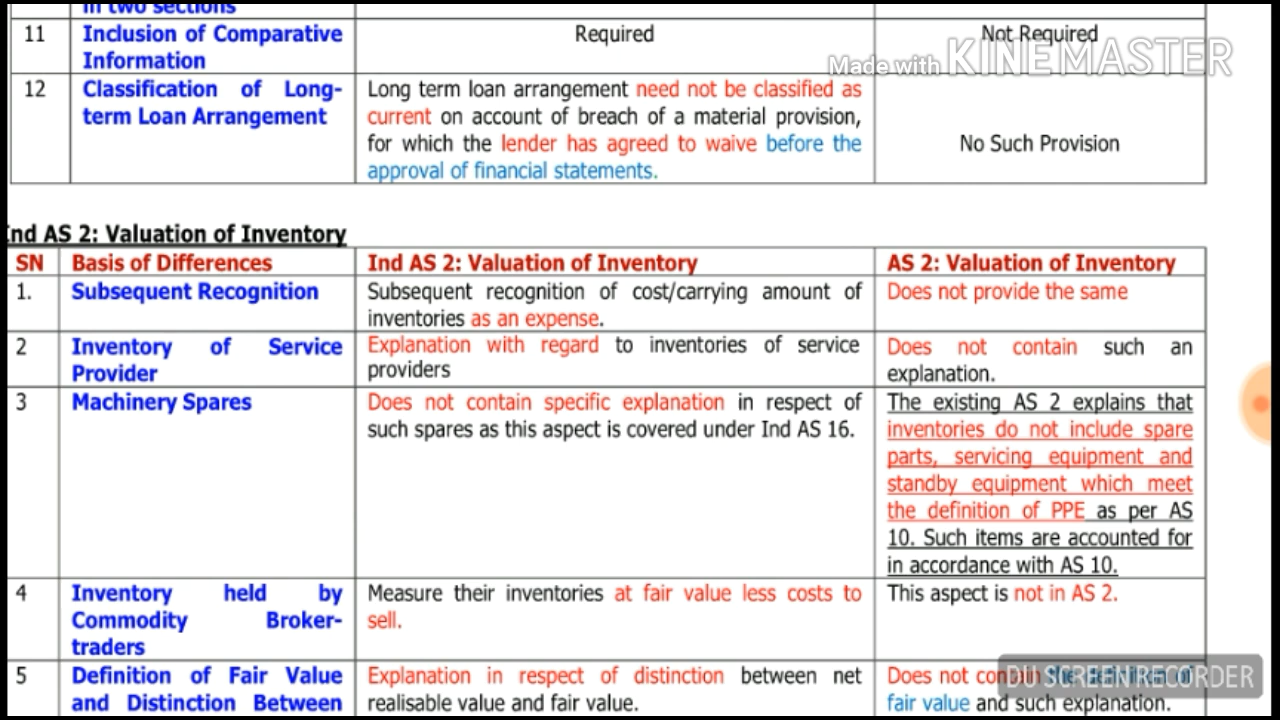 in two sections
11 Inclusion of Comparative Information Required Not Required
Made with KINEMASTER
12 Classification of Long-term Loan Arrangement
Long term loan arrangement need not be classified as
current on account of breach of a material provision,
for which the lender has agreed to waive before the
approval of financial statements.
No Such Provision
Ind AS 2: Valuation of Inventory
SN Basis of Differences Ind AS 2: Valuation of Inventory AS 2: Valuation of Inventory
1. Subsequent Recognition
Subsequent recognition of cost/carrying amount of
inventories as an expense.
Does not provide the same
2 Inventory of Service
Provider
Explanation with regard to inventories of service
providers
Does not contain such an
explanation.
3 Machinery Spares
Does not contain specific explanation in respect of
such spares as this aspect is covered under Ind AS 16.
The existing AS 2 explains that
inventories do not include spare
parts, servicing equipment and
standby equipment which meet
the definition of PPE as per AS
10. Such items are accounted for
in accordance with AS 10.
4 Inventory held by
Commodity Broker-
traders
Measure their inventories at fair value less costs to
sell.
This aspect is not in AS 2.
5 Definition of Fair Value
and Distinction Between
Explanation in respect of distinction between net
realisable value and fair value.
Does not contain the definition of
fair value and such explanation.
DU SCREEN RECORDER